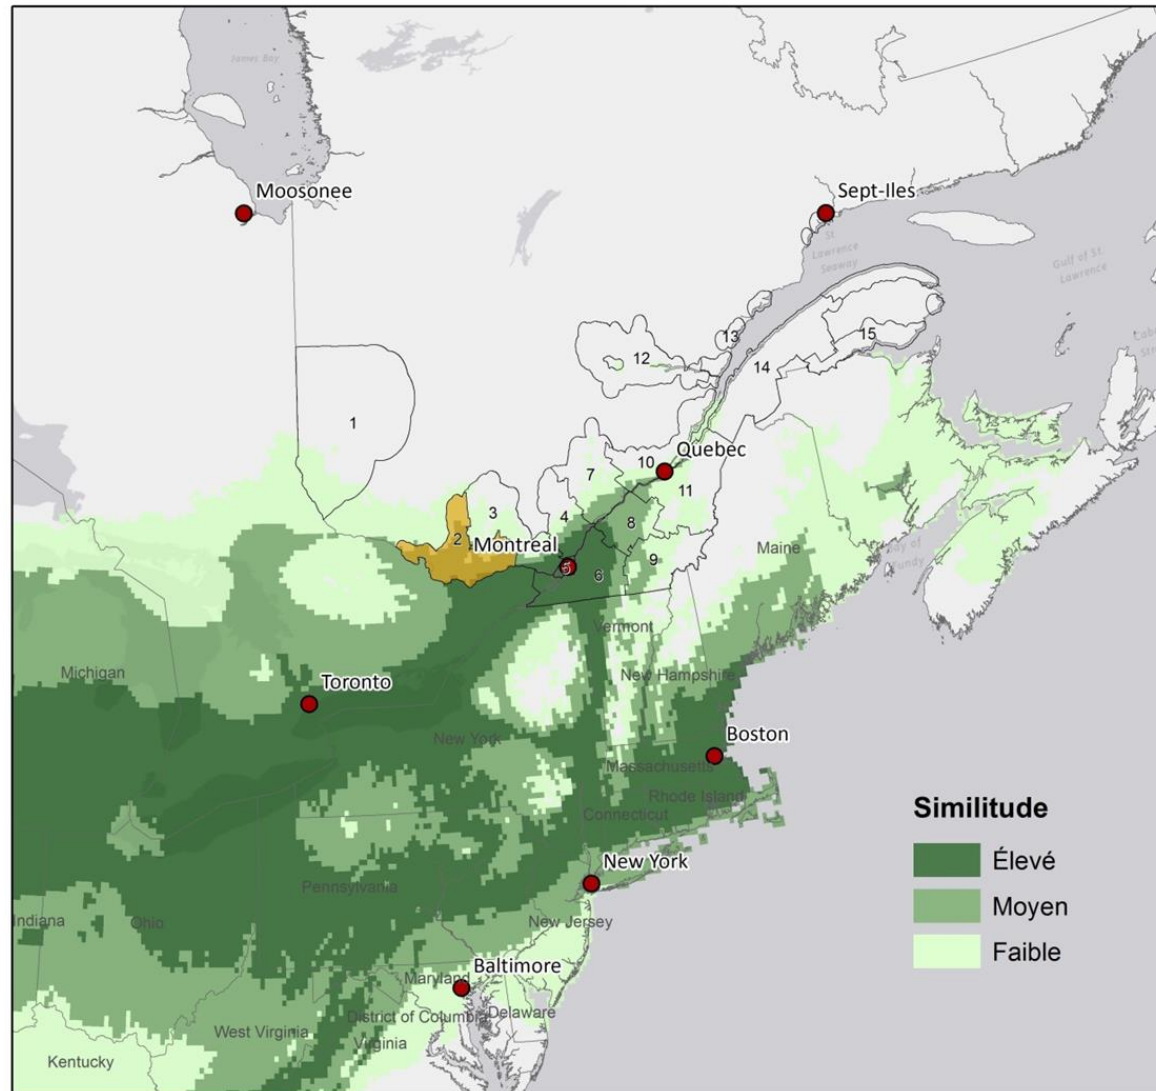 James Bay
Moosonee
Sept-Iles
St.
Lawrence
Seaway
Gulf of St.
Lawrence
13
15
12
14
1
Quebec
10
7
11
3
4
8
2
Montreal
Maine
9
5
6
Bay of
Fundy
Vermont
Michigan
New Hampshire
Toronto
New York
Boston
Massachusetts
Rhode Island
Connecticut
Similitude
Élevé
New York
Pennsylvania
Moyen
Indiana
Ohio
New Jersey
Faible
Baltimore
Maryland
District of Columbia
Delaware
West Virginia
Virginia
Kentucky